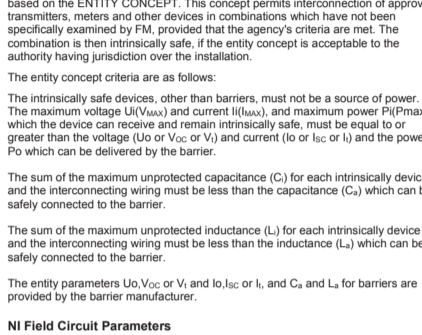 based on the ENTITY CONCEPT. This concept permits interconnection of approv
transmitters, meters and other devices in combinations which have not been
specifically examined by FM, provided that the agency's criteria are met. The
combination is then intrinsically safe, if the entity concept is acceptable to the
authority having jurisdiction over the installation.
The entity concept criteria are as follows:
The intrinsically safe devices, other than barriers, must not be a source of power.
The maximum voltage Ui(VMAX) and current Ii(IMAX), and maximum power Pi(Pmax
which the device can receive and remain intrinsically safe, must be equal to or
greater than the voltage (Uo or VOC or Vt) and current (Io or ISC or It) and the powe
Po which can be delivered by the barrier.
The sum of the maximum unprotected capacitance (Ci) for each intrinsically devic
and the interconnecting wiring must be less than the capacitance (Ca) which can b
safely connected to the barrier.
The sum of the maximum unprotected inductance (Li) for each intrinsically device
and the interconnecting wiring must be less than the inductance (La) which can be
safely connected to the barrier.
The entity parameters Uo,VOC or Vt and Io,ISC or It, and Ca and La for barriers are
provided by the barrier manufacturer.
NI Field Circuit Parameters